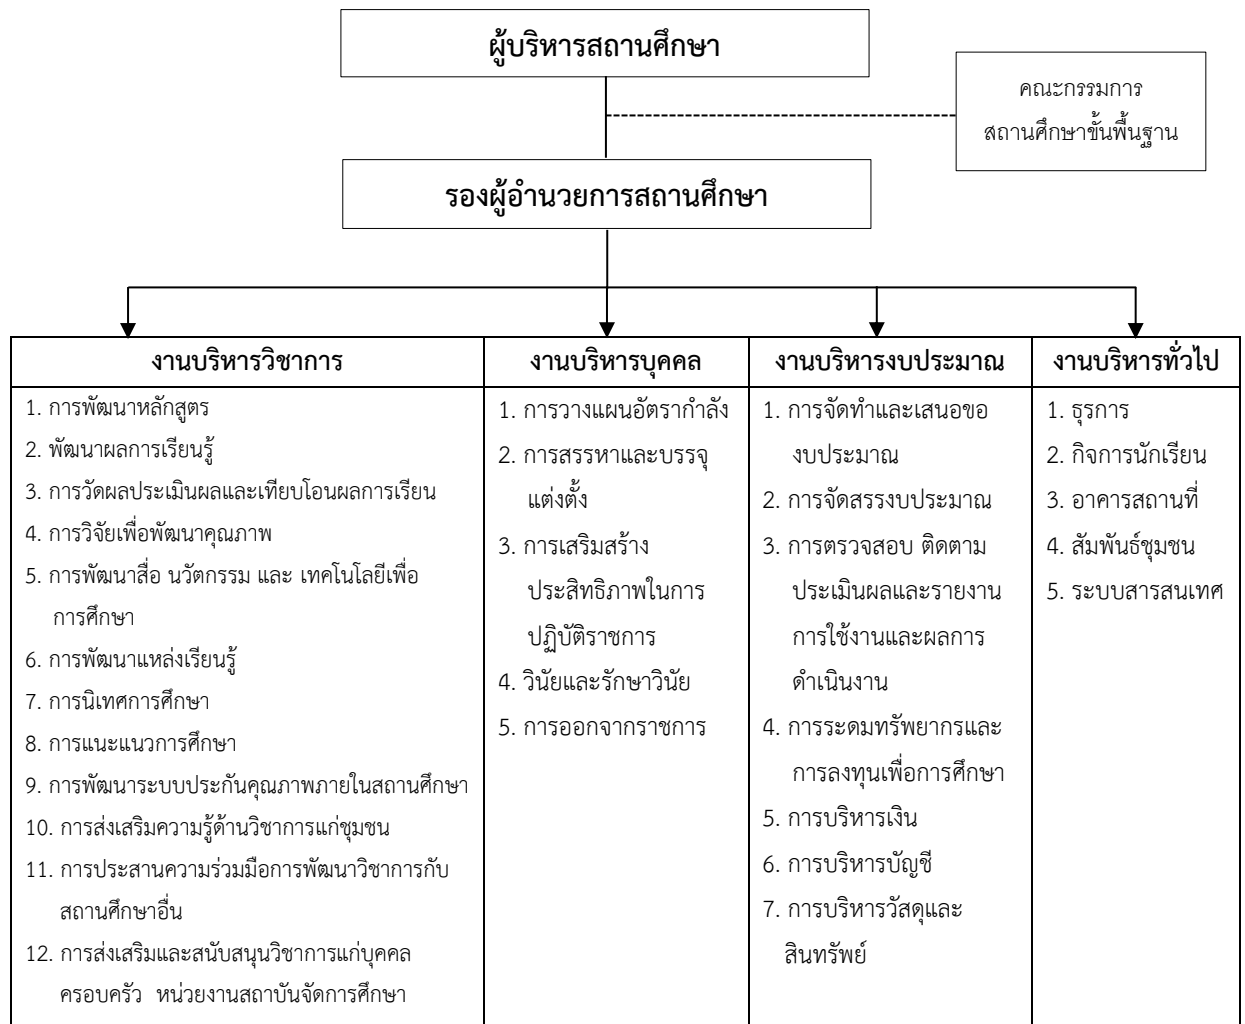 ผู้บริหารสถานศึกษา
คณะกรรมการ
สถานศึกษาขั้นพื้นฐาน
รองผู้อำนวยการสถานศึกษา
งานบริหารวิชาการ
1. การพัฒนาหลักสูตร
2. พัฒนาผลการเรียนรู้
3. การวัดผลประเมินผลและเทียบโอนผลการเรียน
4. การวิจัยเพื่อพัฒนาคุณภาพ
5. การพัฒนาสื่อ นวัตกรรม และ เทคโนโลยีเพื่อ
การศึกษา
6. การพัฒนาแหล่งเรียนรู้
7. การนิเทศการศึกษา
8. การแนะแนวการศึกษา
9. การพัฒนาระบบประกันคุณภาพภายในสถานศึกษา
10. การส่งเสริมความรู้ด้านวิชาการแก่ชุมชน
11. การประสานความร่วมมือการพัฒนาวิชาการกับ
สถานศึกษาอื่น
12. การส่งเสริมและสนับสนุนวิชาการแก่บุคคล
ครอบครัว หน่วยงานสถาบันจัดการศึกษา
งานบริหารบุคคล
1. การวางแผนอัตรากำลัง
2. การสรรหาและบรรจุ
แต่งตั้ง
3. การเสริมสร้าง
ประสิทธิภาพในการ
ปฏิบัติราชการ
4. วินัยและรักษาวินัย
5. การออกจากราชการ
งานบริหารงบประมาณ
1. การจัดทำและเสนอขอ
งบประมาณ
2. การจัดสรรงบประมาณ
3. การตรวจสอบ ติดตาม
ประเมินผลและรายงาน
การใช้งานและผลการ
ดำเนินงาน
4. การระดมทรัพยากรและ
การลงทุนเพื่อการศึกษา
5. การบริหารเงิน
6. การบริหารบัญชี
7. การบริหารวัสดุและ
สินทรัพย์
งานบริหารทั่วไป
1. ธุรการ
2. กิจการนักเรียน
3. อาคารสถานที่
4. สัมพันธ์ชุมชน
5. ระบบสารสนเทศ